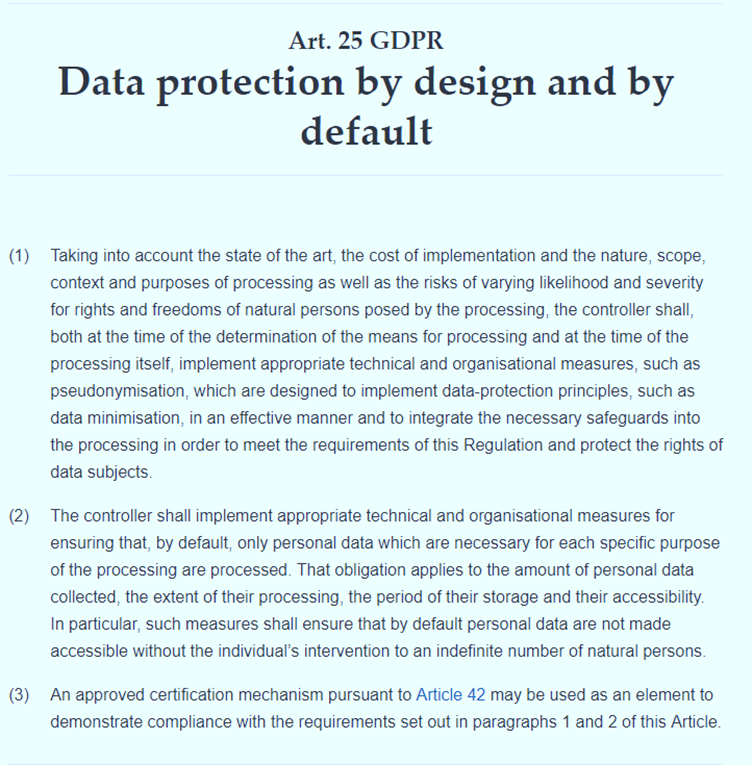 Art. 25 GDPR
Data protection by design and by
default
(1) Taking into account the state of the art, the cost of implementation and the nature, scope,
context and purposes of processing as well as the risks of varying likelihood and severity
for rights and freedoms of natural persons posed by the processing, the controller shall,
both at the time of the determination of the means for processing and at the time of the
processing itself, implement appropriate technical and organisational measures, such as
pseudonymisation, which are designed to implement data-protection principles, such as
data minimisation, in an effective manner and to integrate the necessary safeguards into
the processing in order to meet the requirements of this Regulation and protect the rights of
data subjects.
(2) The controller shall implement appropriate technical and organisational measures for
ensuring that, by default, only personal data which are necessary for each specific purpose
of the processing are processed. That obligation applies to the amount of personal data
collected, the extent of their processing, the period of their storage and their accessibility.
In particular, such measures shall ensure that by default personal data are not made
accessible without the individual’s intervention to an indefinite number of natural persons.
(3) An approved certification mechanism pursuant to Article 42 may be used as an element to
demonstrate compliance with the requirements set out in paragraphs 1 and 2 of this Article.